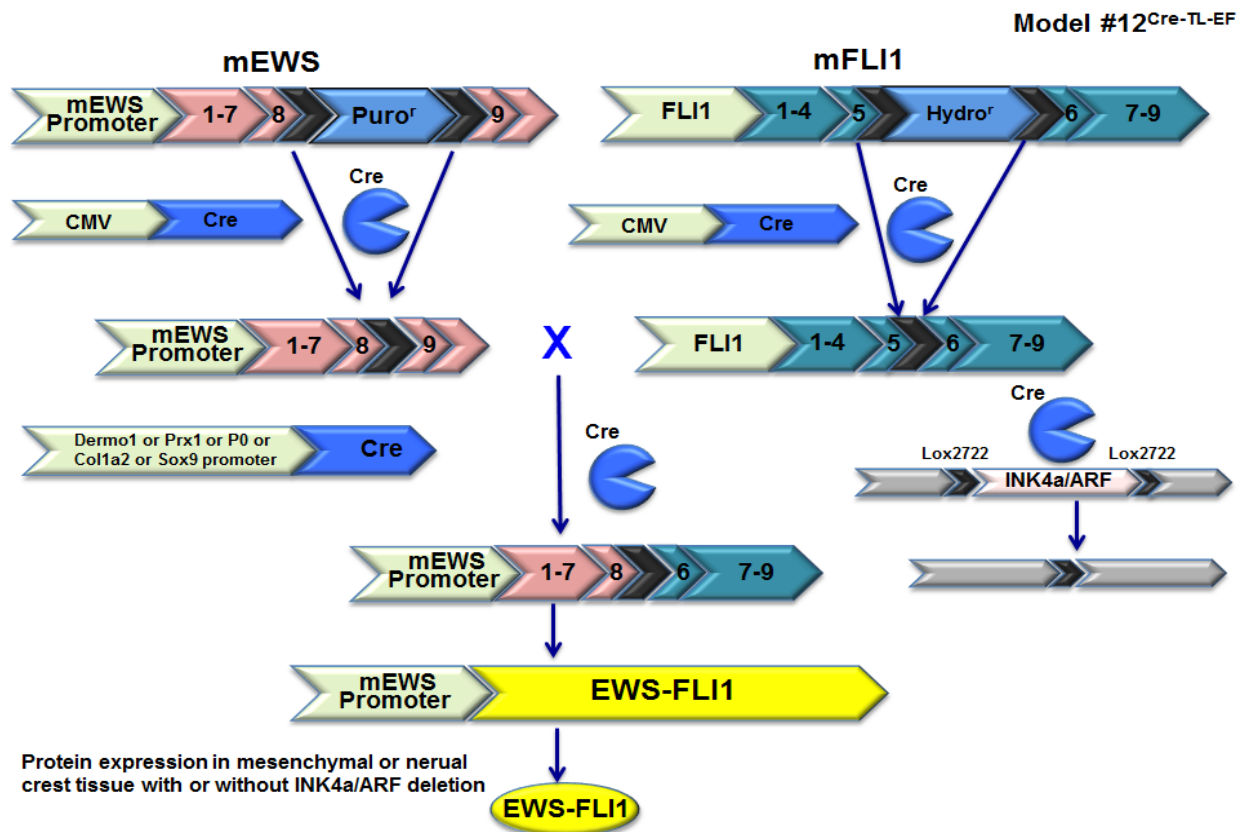 Model #12Cre-TL-EF
mEWS
mFLI1
mEWS
Promoter
1-7
8
Puror
9
FLI1
1-4
5
Hydror
6
7-9
Cre
CMV
Cre
Cre
CMV
Cre
mEWS
Promoter
1-7
8
9
X
FLI1
1-4
5
6
7-9
Dermo1 or Prx1 or P0 or
Col1a2 or Sox9 promoter
Cre
Cre
Cre
Lox2722
Lox2722
INK4a/ARF
mEWS
Promoter
1-7
8
6
7-9
mEWS
Promoter
EWS-FLI1
Protein expression in mesenchymal or nerual
crest tissue with or without INK4a/ARF deletion
EWS-FLI1